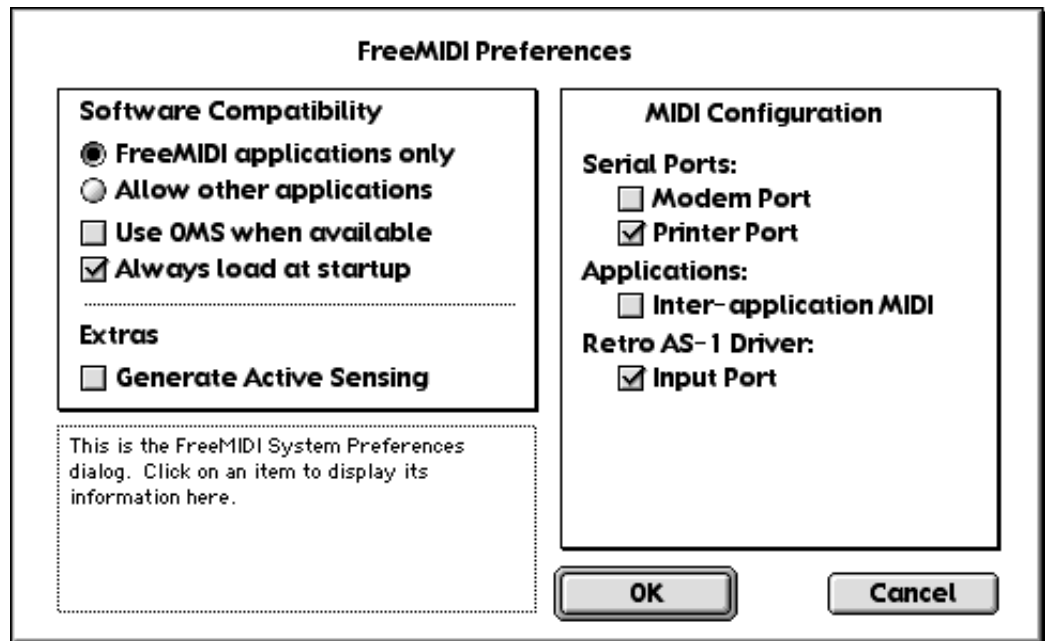 FreeMIDI Preferences
Software Compatibility
FreeMIDI applications only
Allow other applications
Use OMS when available
Always load at startup
Extras
Generate Active Sensing
This is the FreeMIDI System Preferences
dialog. Click on an item to display its
information here.
MIDI Configuration
Serial Ports:
Modem Port
Printer Port
Applications:
Inter-application MIDI
Retro AS-1 Driver:
Input Port
OK
Cancel